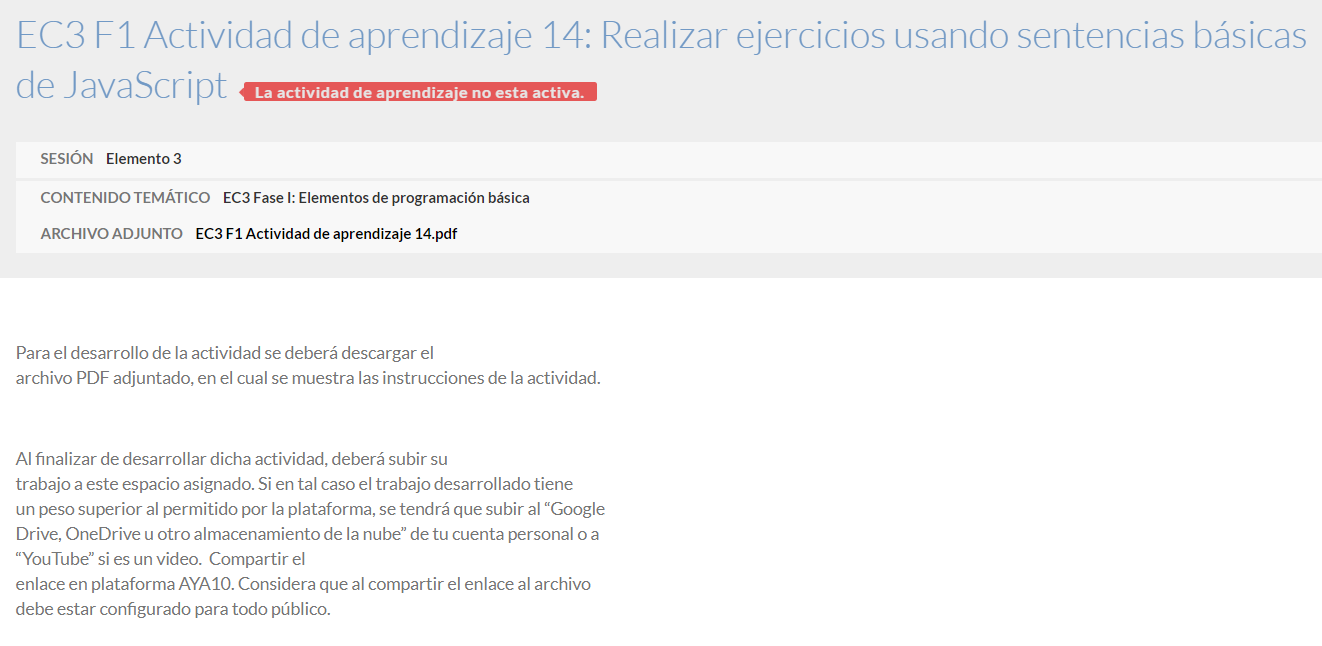 EC3 F1 Actividad de aprendizaje 14: Realizar ejercicios usando sentencias básicas
de JavaScript La actividad de aprendizaje no esta activa.
SESIÓN Elemento 3
CONTENIDO TEMÁTICO EC3 Fase I: Elementos de programación básica
ARCHIVO ADJUNTO EC3 F1 Actividad de aprendizaje 14.pdf
Para el desarrollo de la actividad se deberá descargar el
archivo PDF adjuntado, en el cual se muestra las instrucciones de la actividad.
Al finalizar de desarrollar dicha actividad, deberá subir su
trabajo a este espacio asignado. Si en tal caso el trabajo desarrollado tiene
un peso superior al permitido por la plataforma, se tendrá que subir al “Google
Drive, OneDrive u otro almacenamiento de la nube” de tu cuenta personal o a
“YouTube” si es un video. Compartir el
enlace en plataforma AYA10. Considera que al compartir el enlace al archivo
debe estar configurado para todo público.